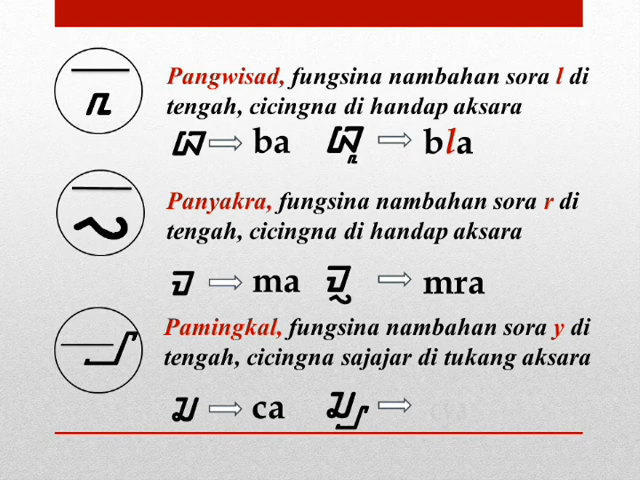 ᮣ
Pangwisad, fungsina nambahan sora l di
tengah, cicingna di handap aksara
ᮘ ⇨ ba ᮘᮣ ⇨ bla
ᮢ
Panyakra, fungsina nambahan sora r di
tengah, cicingna di handap aksara
ᮙ ⇨ ma ᮙᮢ ⇨ mra
ᮡ
Pamingkal, fungsina nambahan sora y di
tengah, cicingna sajajar di tukang aksara
ᮎ ⇨ ca ᮎᮡ ⇨